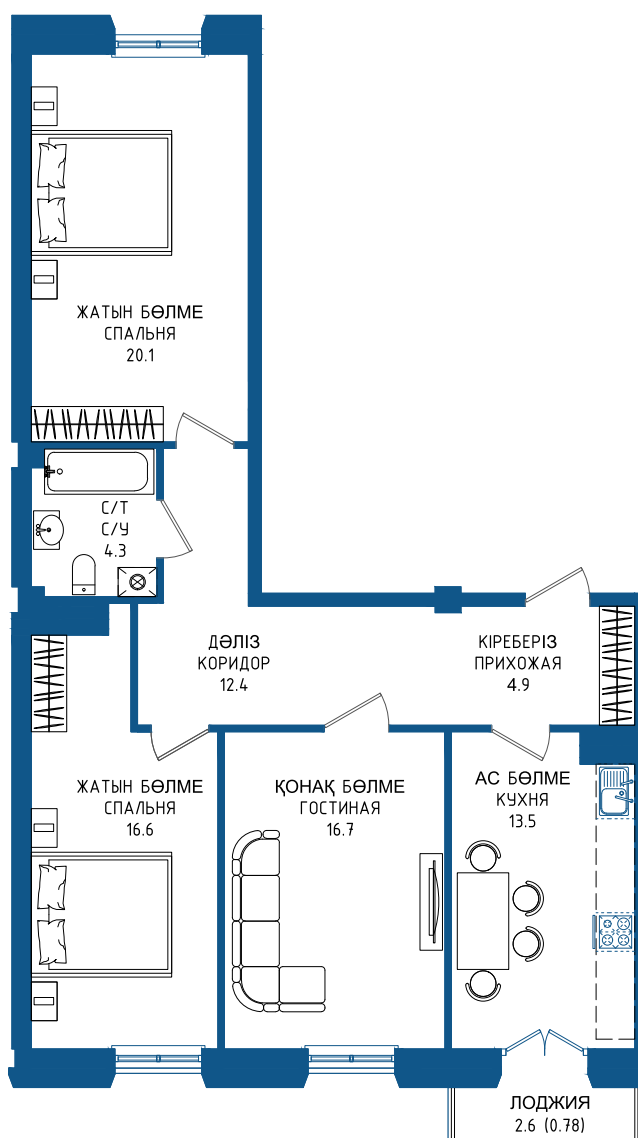 ЖАТЫН БӨЛМЕ
СПАЛЬНЯ
20.1
С/Т
С/У
4.3
ДӘЛІЗ
КОРИДОР
12.4
КІРЕБЕРІЗ
ПРИХОЖАЯ
4.9
ЖАТЫН БӨЛМЕ
СПАЛЬНЯ
16.6
ҚОНАҚ БӨЛМЕ
ГОСТИНАЯ
16.7
АС БӨЛМЕ
КУХНЯ
13.5
ЛОДЖИЯ
2.6 (0.78)